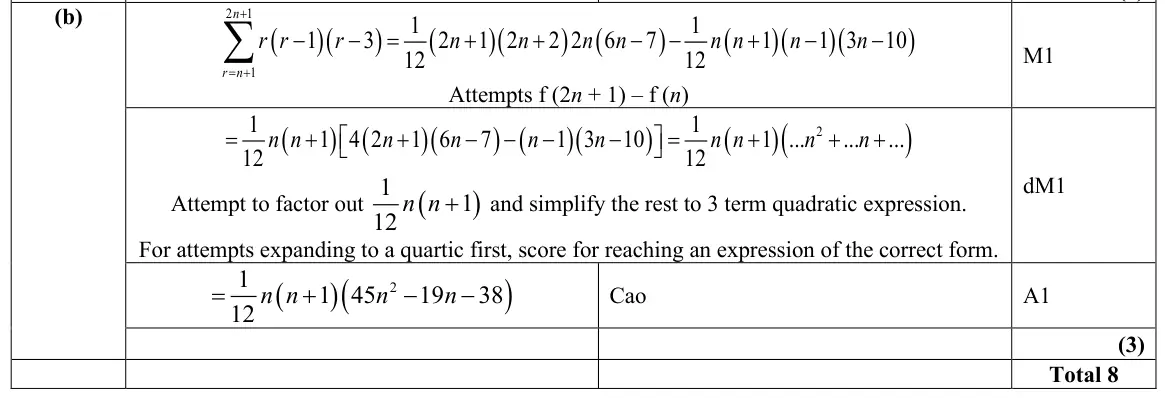 (b)
2n+1
∑ r(r−1)(r−3) = 1/12 (2n+1)(2n+2)2n(6n−7) − 1/12 n(n+1)(n−1)(3n−10)
r=n+1
M1
Attempts f (2n + 1) – f (n)
= 1/12 n(n+1)[4(2n+1)(6n−7)−(n−1)(3n−10)] = 1/12 n(n+1)(...n²+...n+...)
Attempt to factor out 1/12 n(n+1) and simplify the rest to 3 term quadratic expression.
For attempts expanding to a quartic first, score for reaching an expression of the correct form.
dM1
= 1/12 n(n+1)(45n²−19n−38)
Cao
A1
(3)
Total 8